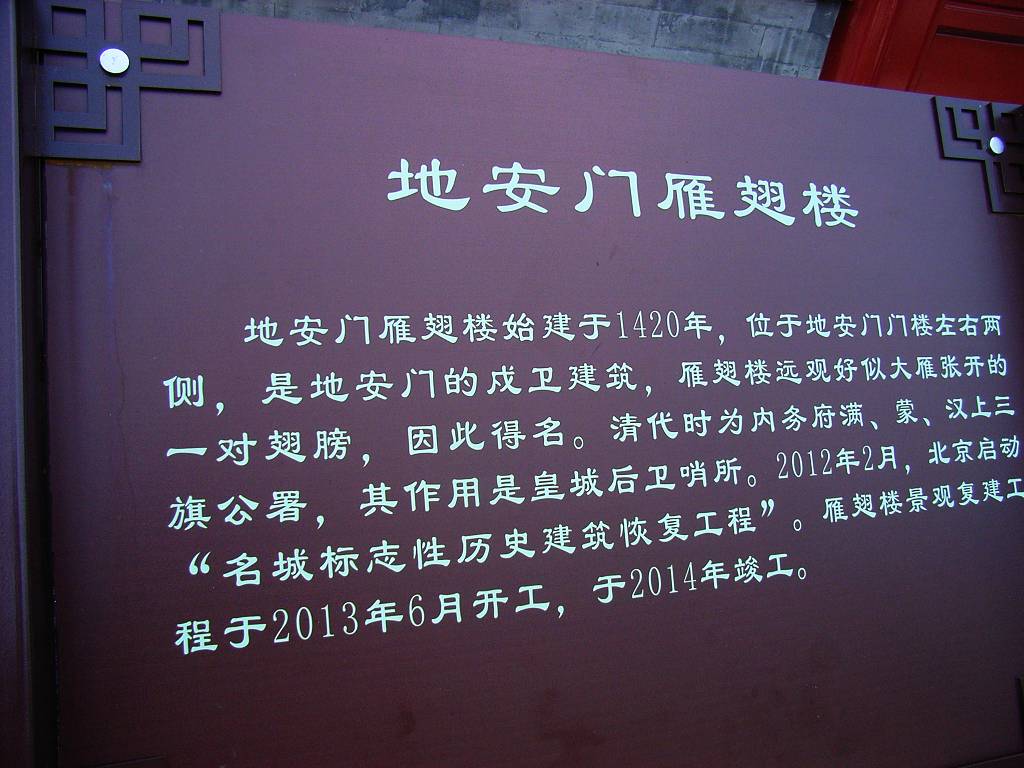 地安门雁翅楼
地安门雁翅楼始建于1420年，位于地安门门楼左右两
侧，是地安门的戍卫建筑，雁翅楼远观好似大雁张开的
一对翅膀，因此得名。清代时为内务府满、蒙、汉上三
旗公署，其作用是皇城后卫哨所。2012年2月，北京启动
“名城标志性历史建筑恢复工程”。雁翅楼景观复建工
程于2013年6月开工，于2014年竣工。